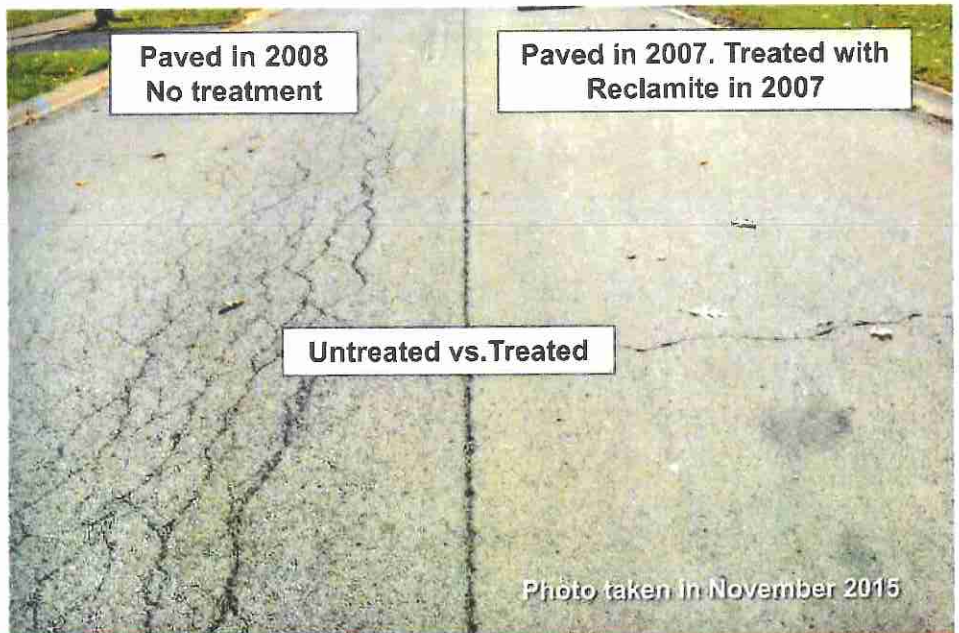 Paved in 2008
No treatment
Paved in 2007. Treated with
Reclamite in 2007
Untreated vs.Treated
Photo taken in November 2015